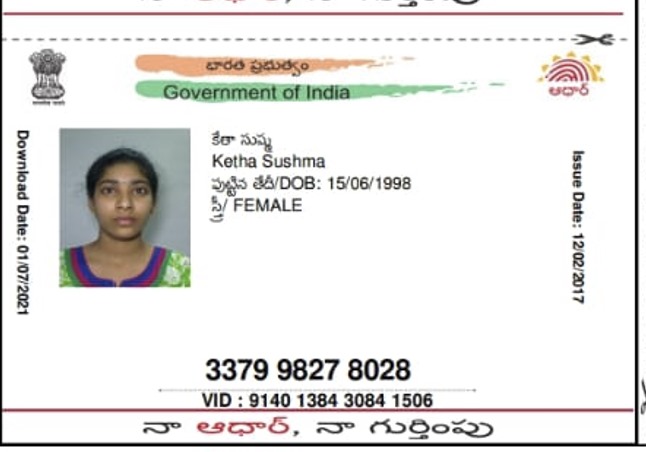 భారత ప్రభుత్వం
Government of India
ఆధార్
Download Date: 01/07/2021
కేతా సుష్మ
Ketha Sushma
పుట్టిన తేదీ/DOB: 15/06/1998
స్త్రీ/ FEMALE
Issue Date: 12/02/2017
3379 9827 8028
VID : 9140 1384 3084 1506
నా ఆధార్, నా గుర్తింపు